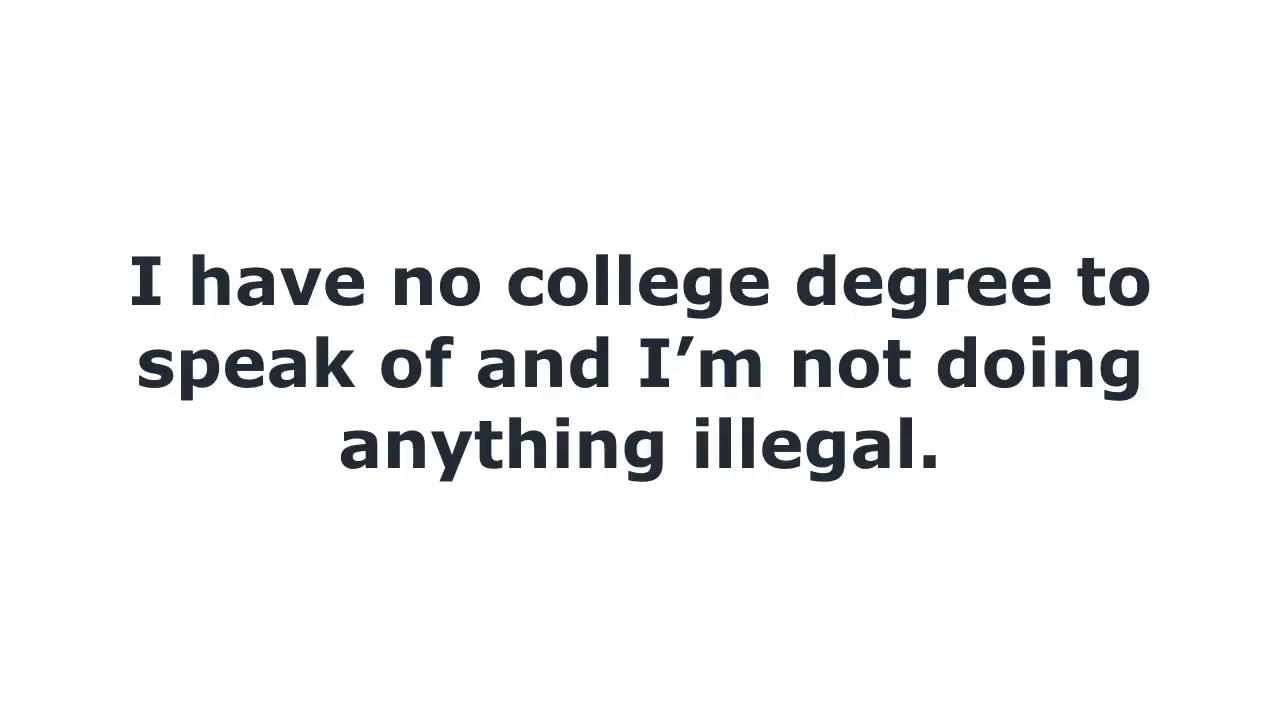 I have no college degree to
speak of and I’m not doing
anything illegal.